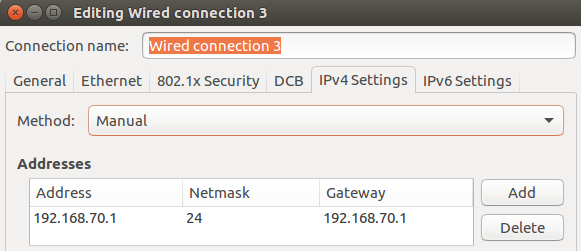 Editing Wired connection 3
Connection name: Wired connection 3
General Ethernet 802.1x Security DCB IPv4 Settings IPv6 Settings
Method: Manual
Addresses
Address Netmask Gateway Add
192.168.70.1 24 192.168.70.1
Delete